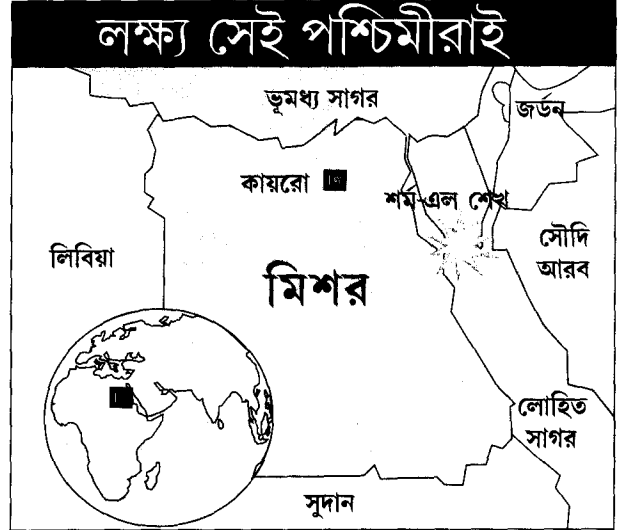 লক্ষ্য সেই পশ্চিমীরাই
ভূমধ্য সাগর
জর্ডন
কায়রো
শর্ম-এল শেখ
লিবিয়া
সৌদি
আরব
মিশর
লোহিত
সাগর
সুদান